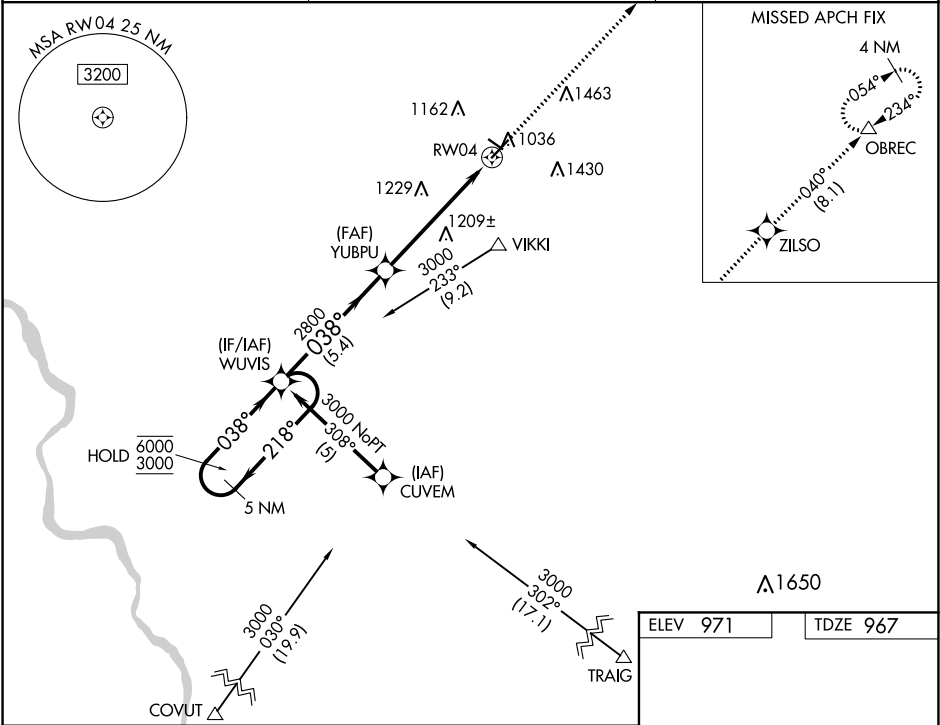 MSA RW04 25 NM
3200
MISSED APCH FIX
4 NM
054°
234°
OBREC
040°
(8.1)
ZILSO
1463
1162
1036
RW04
1430
1229
1209±
(FAF)
YUBPU
VIKKI
3000
233°
(9.2)
2800
038°
(5.4)
(IF/IAF)
WUVIS
3000 NoPT
308°
(5)
038°
218°
HOLD
6000
3000
5 NM
(IAF)
CUVEM
3000
030°
(19.9)
COVUT
3000
302°
(17.1)
TRAIG
1650
ELEV 971
TDZE 967